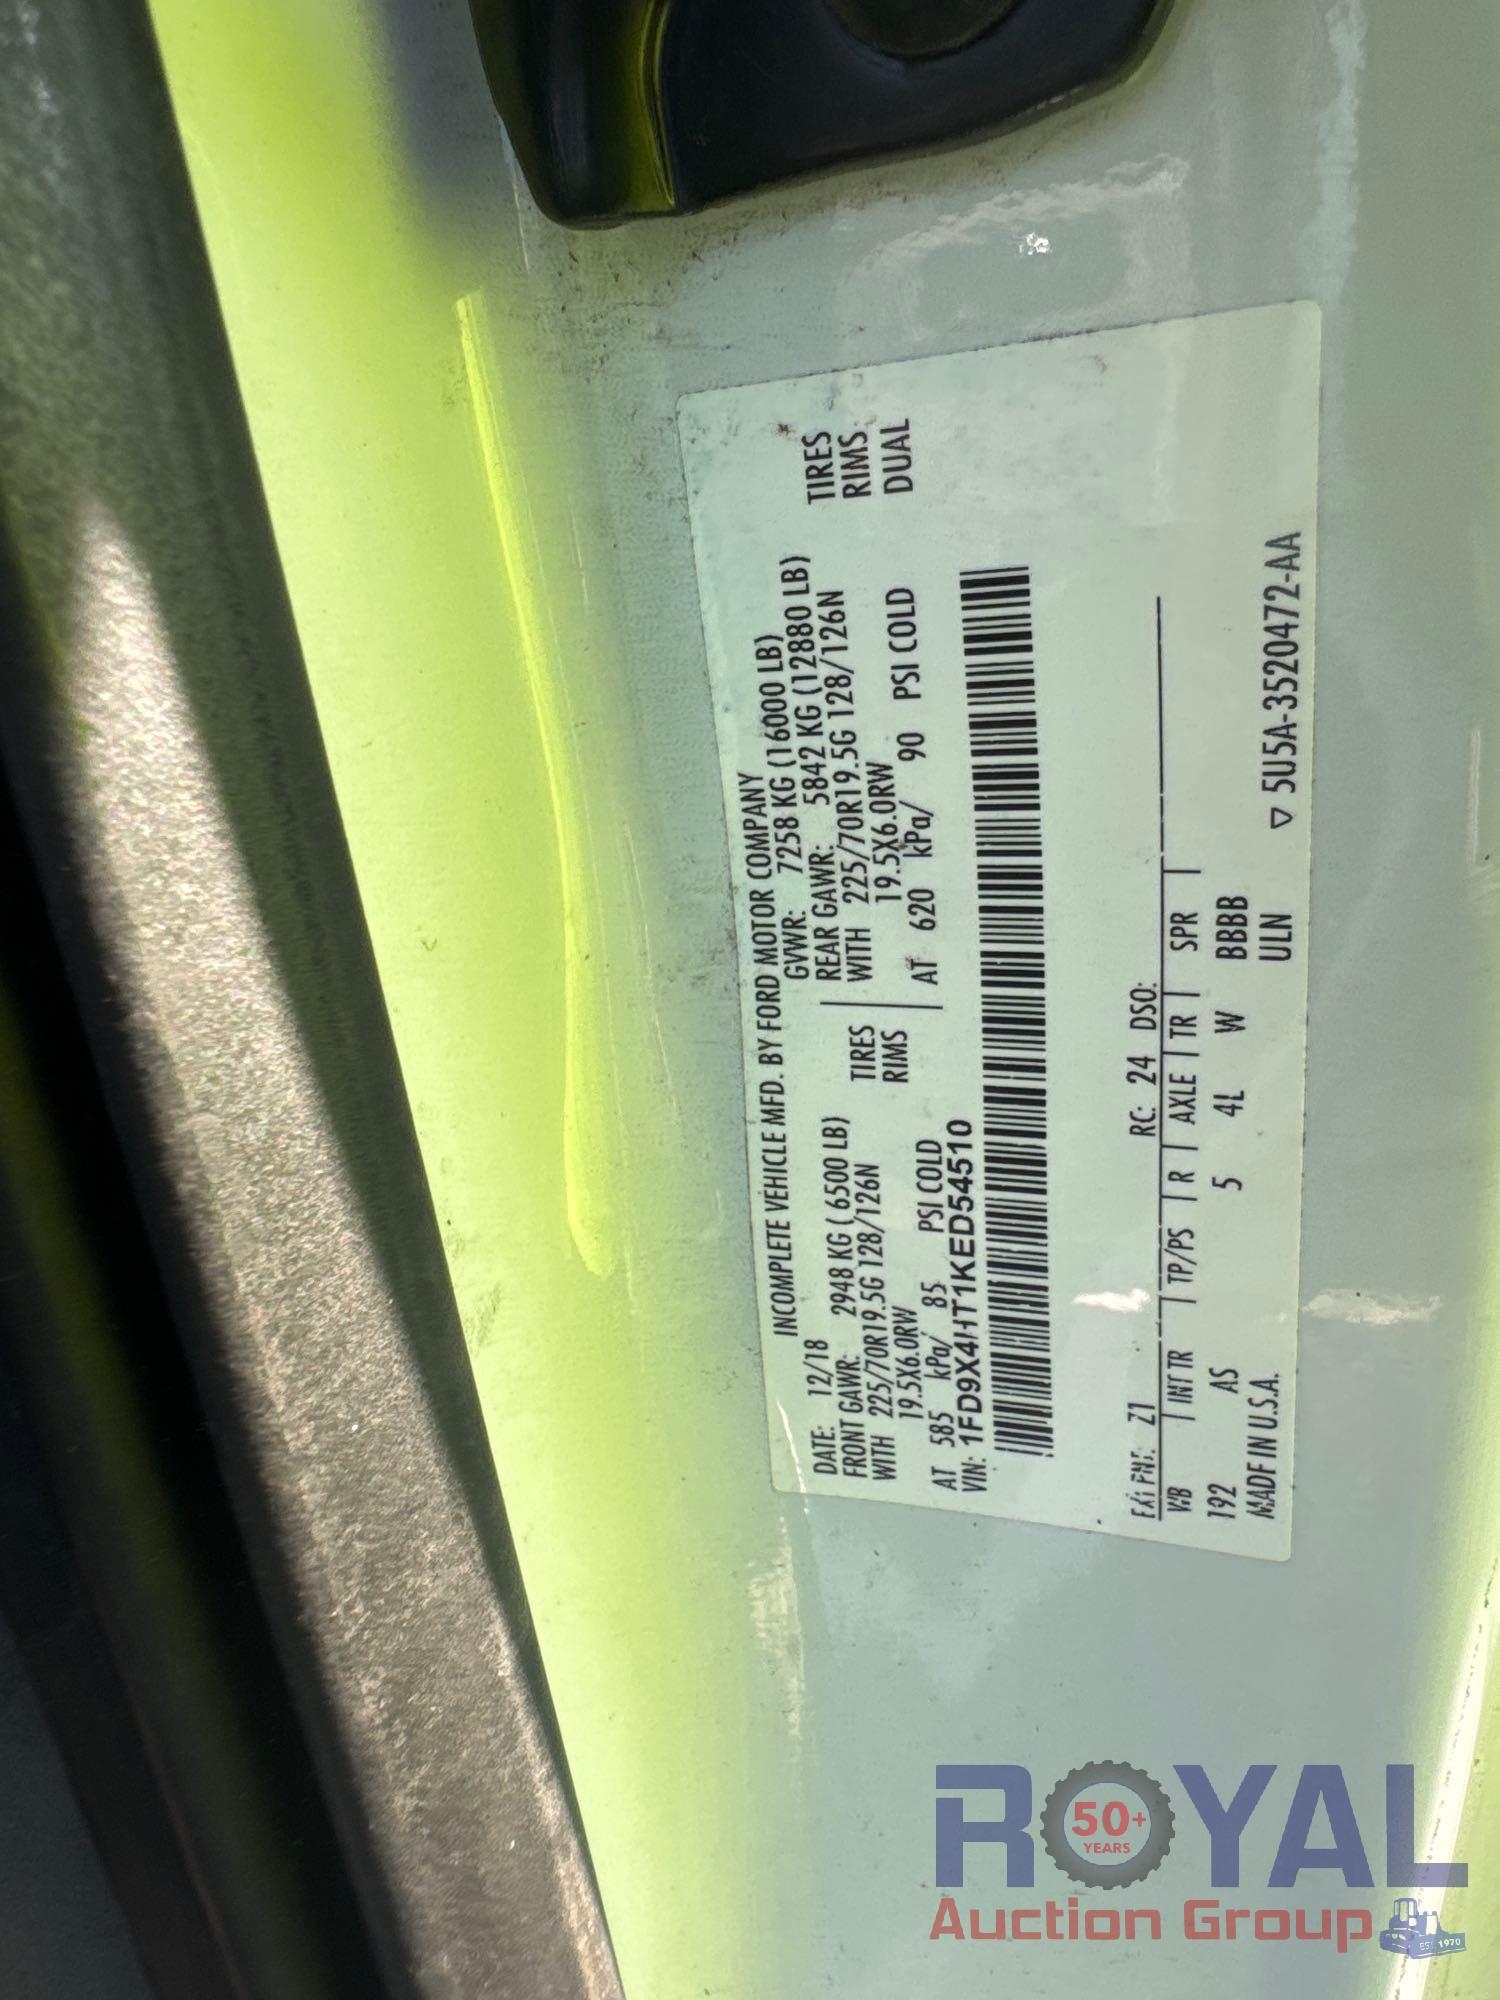 INCOMPLETE VEHICLE MFD. BY FORD MOTOR COMPANY
DATE: 12/18 GVWR: 7258 KG (16000 LB)
FRONT GAWR: 2948 KG ( 6500 LB) REAR GAWR: 5842 KG (12880 LB)
WITH 225/70R19.5G 128/126N TIRES WITH 225/70R19.5G 128/126N TIRES
19.5X6.0RW RIMS 19.5X6.0RW RIMS
AT 585 kPa/ 85 PSI COLD AT 620 kPa/ 90 PSI COLD DUAL
VIN: 1FD9X4HT1KED54510
EXT PNT: Z1 RC: 24 DSO:
WB INT TR TP/PS R AXLE TR SPR
192 AS 5 4L W BBBB
MADE IN U.S.A. ULN ▽ 5U5A-3520472-AA
ROYAL
50+
YEARS
Auction Group
EST 1970